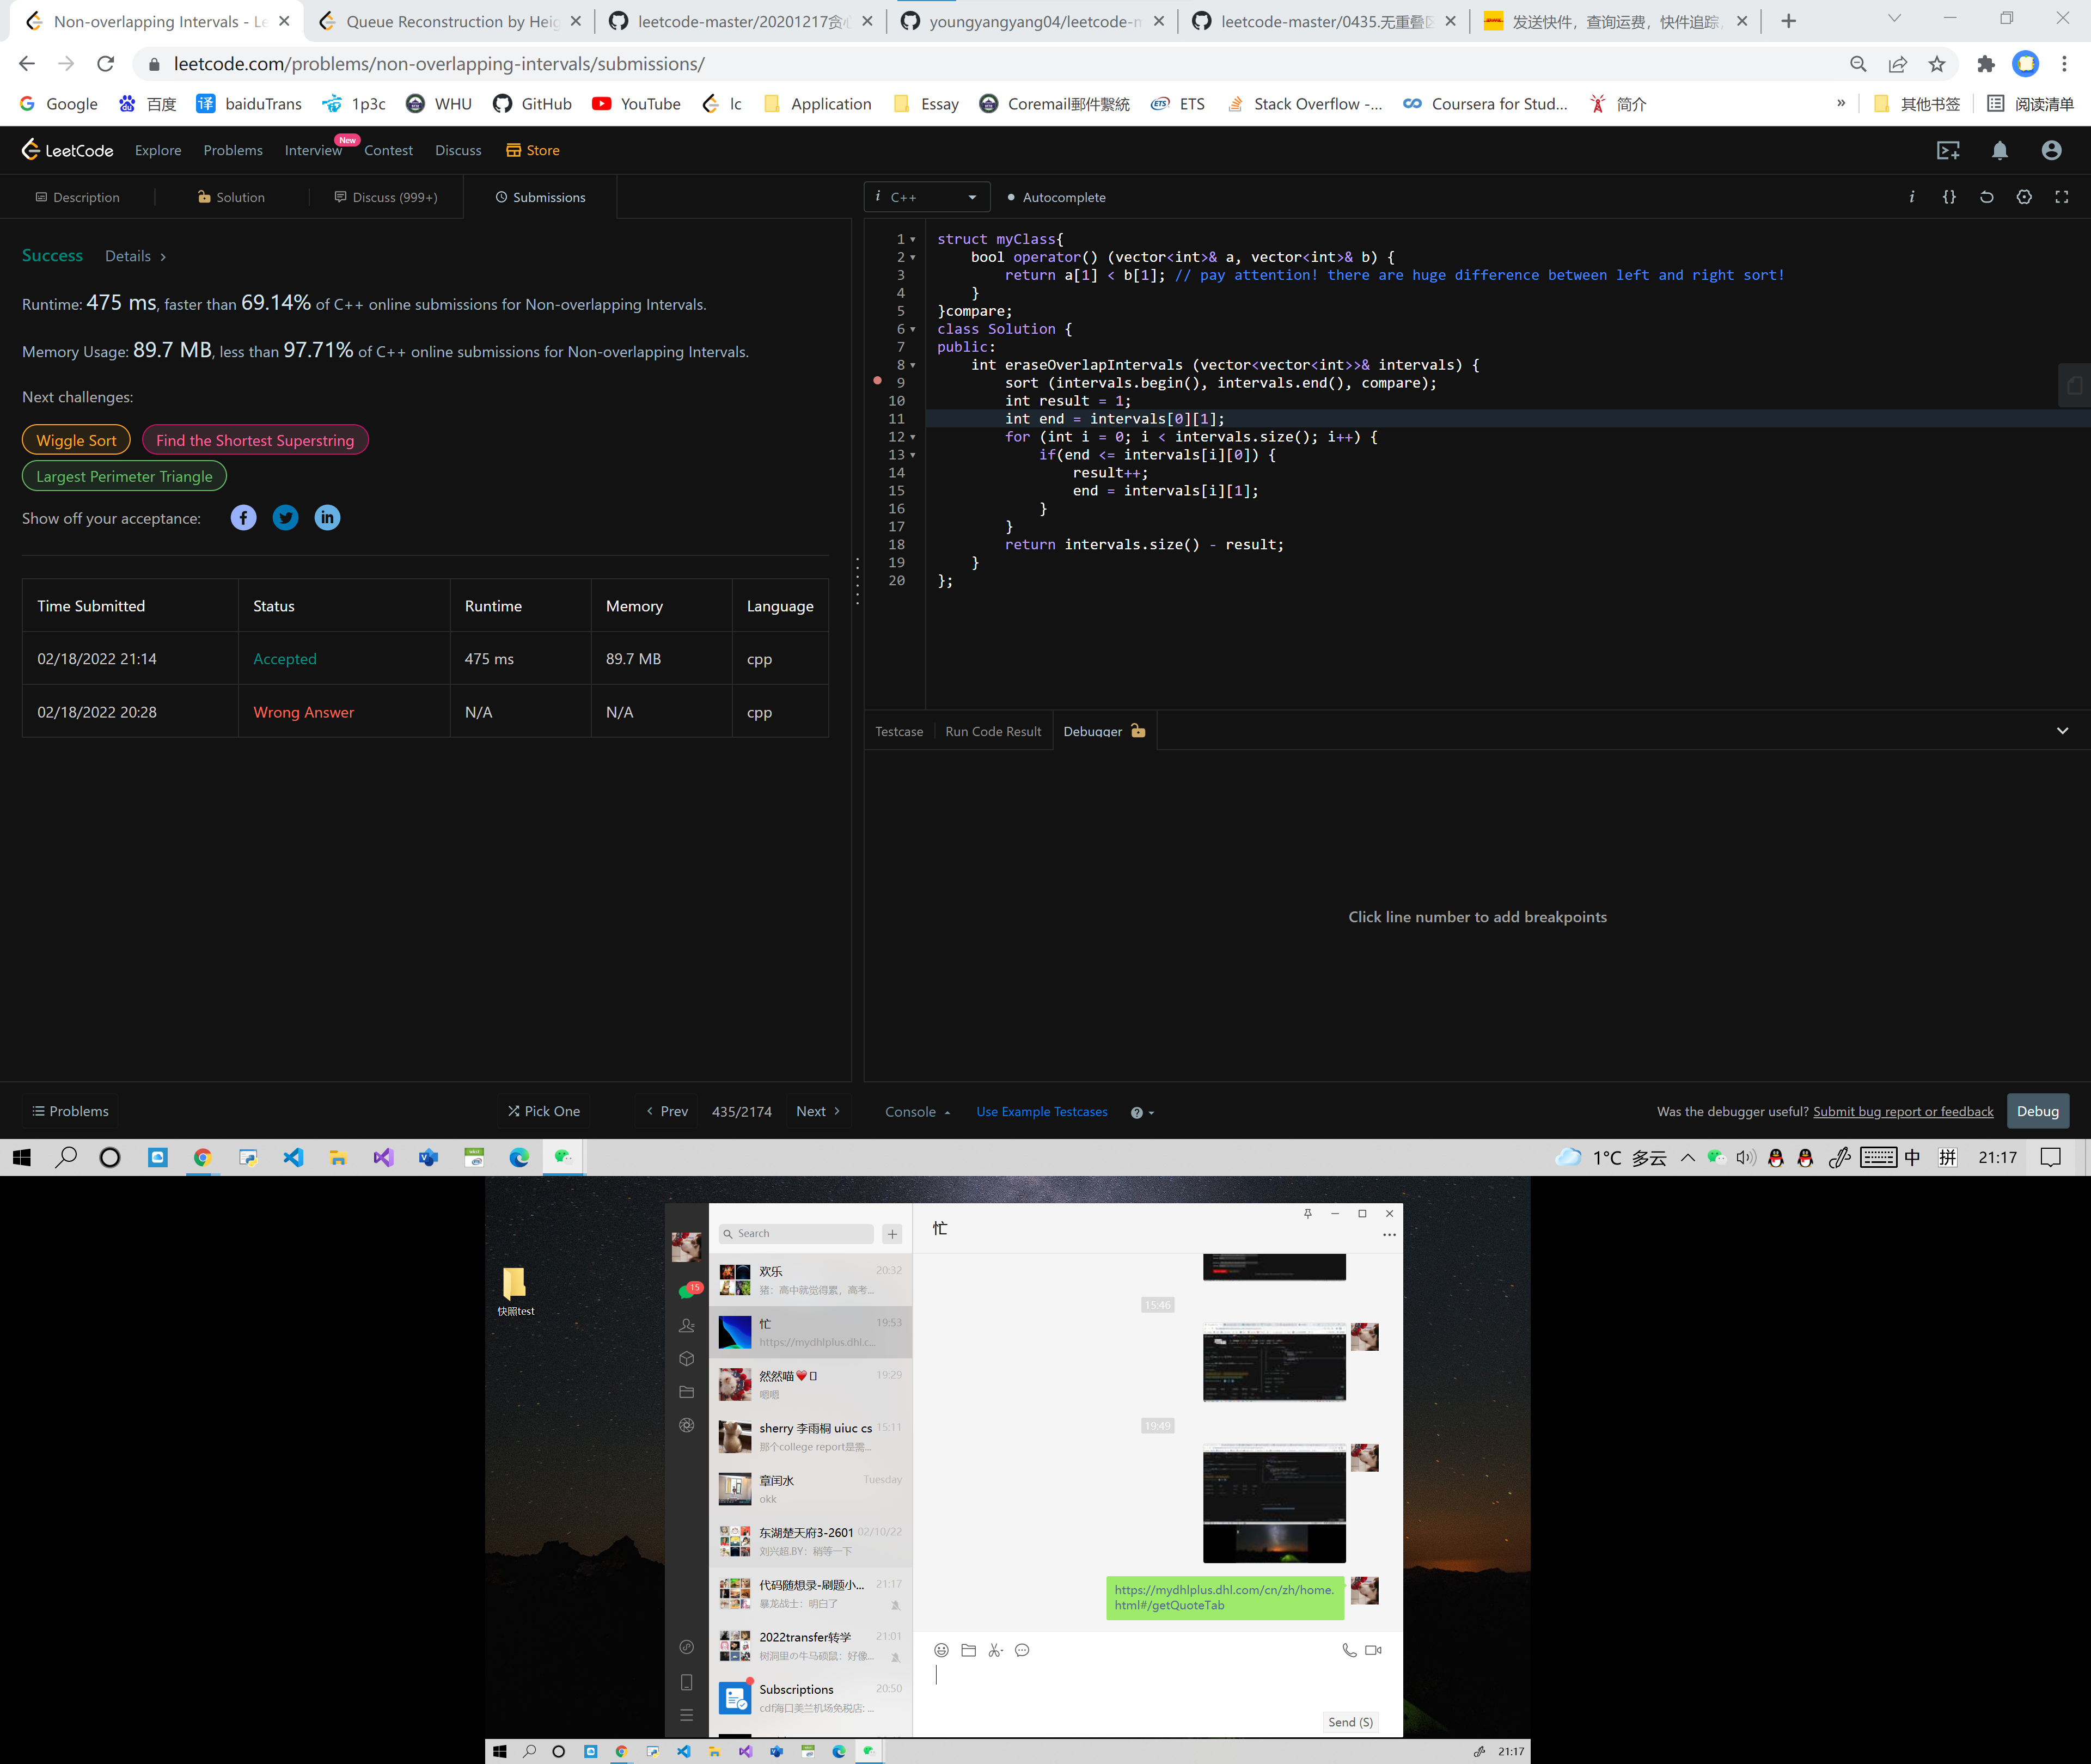 Non-overlapping Intervals - Le
Queue Reconstruction by Heig
leetcode-master/20201217贪心
youngyangyang04/leetcode-m
leetcode-master/0435.无重叠区
发送快件，查询运费，快件追踪，
leetcode.com/problems/non-overlapping-intervals/submissions/
Google 百度 译 baiduTrans 1p3c WHU GitHub YouTube lc Application Essay Coremail郵件繫統 ETS Stack Overflow -... Coursera for Stud... 简介 » 其他书签 阅读清单
LeetCode Explore Problems Interview New Contest Discuss Store
Description Solution Discuss (999+) Submissions
i C++ Autocomplete
Success Details >
Runtime: 475 ms, faster than 69.14% of C++ online submissions for Non-overlapping Intervals.
Memory Usage: 89.7 MB, less than 97.71% of C++ online submissions for Non-overlapping Intervals.
Next challenges:
Wiggle Sort Find the Shortest Superstring
Largest Perimeter Triangle
Show off your acceptance:
Time Submitted Status Runtime Memory Language
02/18/2022 21:14 Accepted 475 ms 89.7 MB cpp
02/18/2022 20:28 Wrong Answer N/A N/A cpp
1 struct myClass{
2 bool operator() (vector<int>& a, vector<int>& b) {
3 return a[1] < b[1]; // pay attention! there are huge difference between left and right sort!
4 }
5 }compare;
6 class Solution {
7 public:
8 int eraseOverlapIntervals (vector<vector<int>>& intervals) {
9 sort (intervals.begin(), intervals.end(), compare);
10 int result = 1;
11 int end = intervals[0][1];
12 for (int i = 0; i < intervals.size(); i++) {
13 if(end <= intervals[i][0]) {
14 result++;
15 end = intervals[i][1];
16 }
17 }
18 return intervals.size() - result;
19 }
20 };
Testcase Run Code Result Debugger
Click line number to add breakpoints
Problems Pick One < Prev 435/2174 Next > Console Use Example Testcases Was the debugger useful? Submit bug report or feedback Debug
1°C 多云 中 拼 21:17
快照test
Search
15
欢乐 20:32
猪：高中就觉得累，高考...
忙 19:53
https://mydhlplus.dhl.c...
然然喵❤️ 19:29
嗯嗯
sherry 李雨桐 uiuc cs 15:11
那个college report是需...
章闰水 Tuesday
okk
东湖楚天府3-2601 02/10/22
刘兴超.BY：稍等一下
代码随想录-刷题小... 21:17
暴龙战士：明白了
2022transfer转学 21:01
树洞里の牛马硕鼠：好像...
Subscriptions 20:50
cdf海口美兰机场免税店: ...
忙
15:46
19:49
https://mydhlplus.dhl.com/cn/zh/home.
html#/getQuoteTab
Send (S)
21:17